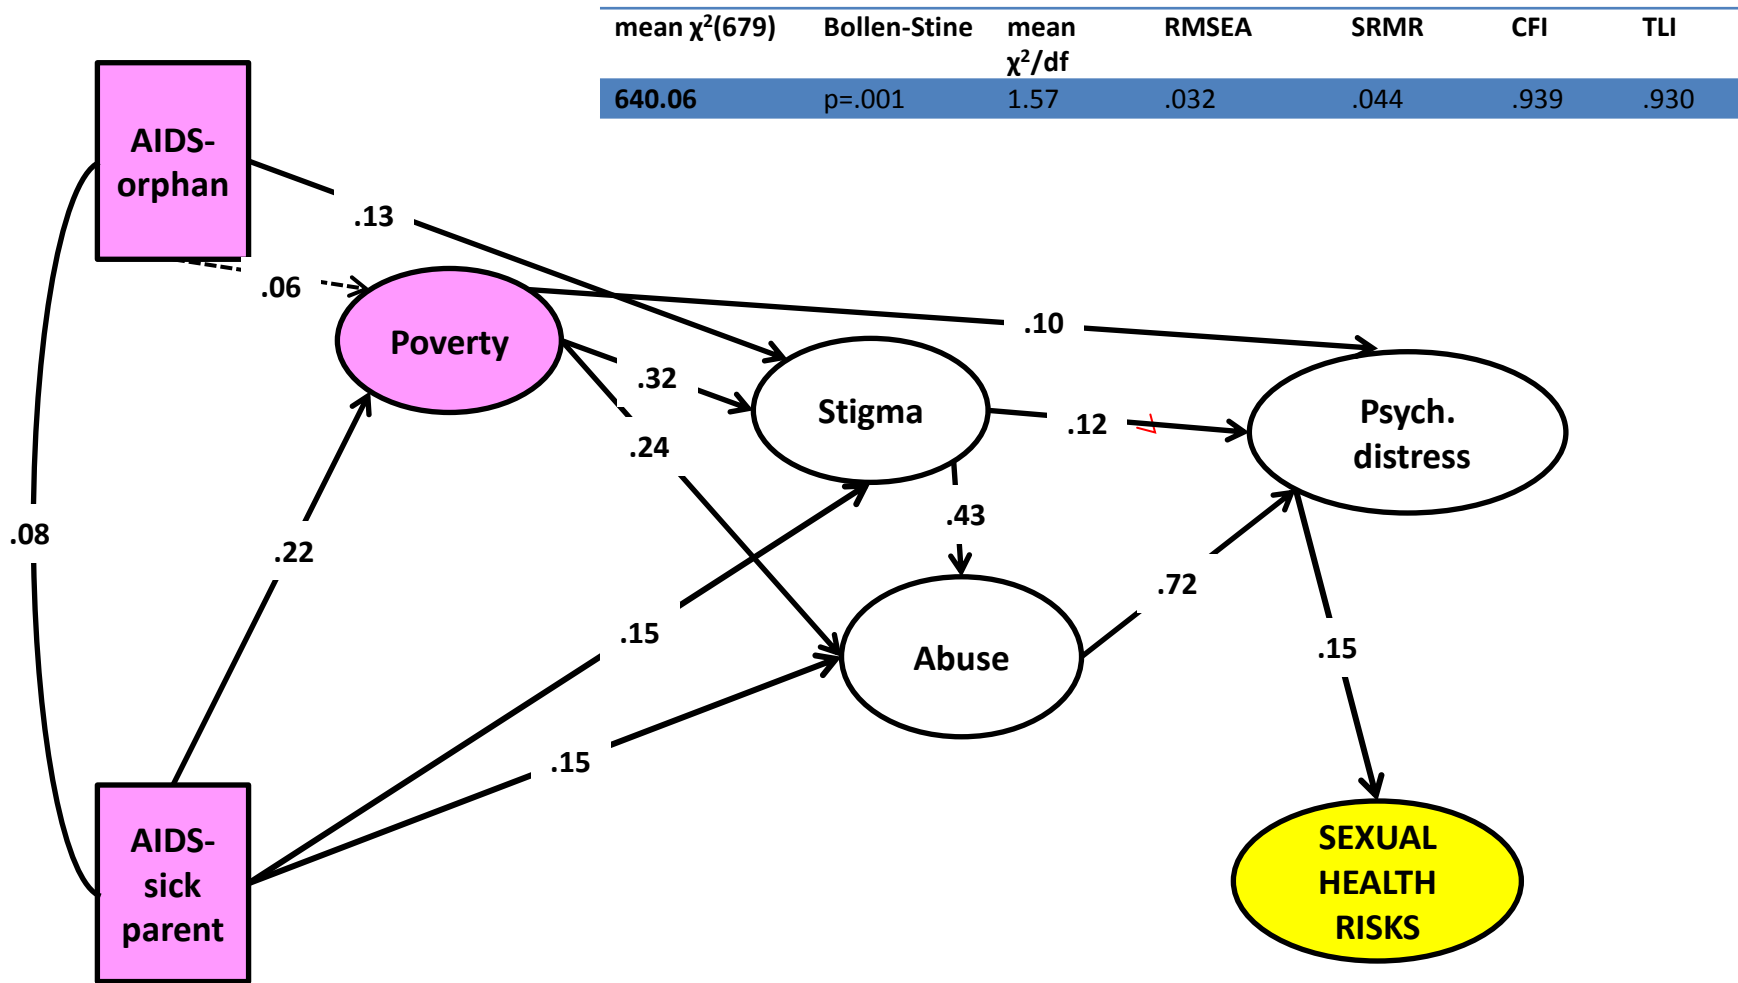 mean χ²(679) Bollen-Stine mean χ²/df RMSEA SRMR CFI TLI
640.06 p=.001 1.57 .032 .044 .939 .930
AIDS-
orphan
.13
.06
Poverty
.10
.32
Stigma
.12
Psych.
distress
.24
.08
.22
.43
.72
.15
Abuse
.15
.15
AIDS-
sick
parent
SEXUAL
HEALTH
RISKS